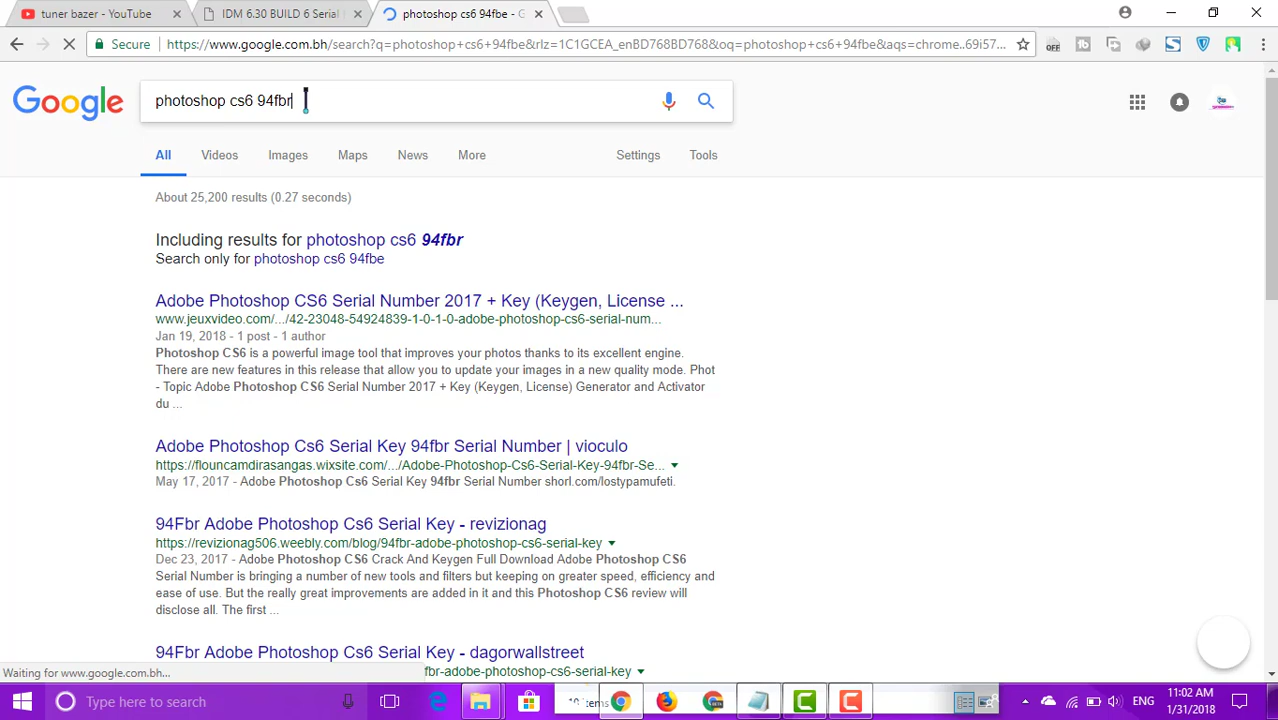 tuner bazer - YouTube
IDM 6.30 BUILD 6 Serial
photoshop cs6 94fbe - G
Secure
https://www.google.com.bh/search?q=photoshop+cs6+94fbe&rlz=1C1GCEA_enBD768BD768&oq=photoshop+cs6+94fbe&aqs=chrome..69i57...
OFF
Google
photoshop cs6 94fbr
All
Videos
Images
Maps
News
More
Settings
Tools
About 25,200 results (0.27 seconds)
Including results for photoshop cs6 94fbr
Search only for photoshop cs6 94fbe
Adobe Photoshop CS6 Serial Number 2017 + Key (Keygen, License ...
www.jeuxvideo.com/.../42-23048-54924839-1-0-1-0-adobe-photoshop-cs6-serial-num...
Jan 19, 2018 - 1 post - 1 author
Photoshop CS6 is a powerful image tool that improves your photos thanks to its excellent engine.
There are new features in this release that allow you to update your images in a new quality mode. Phot
- Topic Adobe Photoshop CS6 Serial Number 2017 + Key (Keygen, License) Generator and Activator
du ...
Adobe Photoshop Cs6 Serial Key 94fbr Serial Number | vioculo
https://flouncamdirasangas.wixsite.com/.../Adobe-Photoshop-Cs6-Serial-Key-94fbr-Se...
May 17, 2017 - Adobe Photoshop Cs6 Serial Key 94fbr Serial Number shorl.com/lostypamufeti.
94Fbr Adobe Photoshop Cs6 Serial Key - revizionag
https://revizionag506.weebly.com/blog/94fbr-adobe-photoshop-cs6-serial-key
Dec 23, 2017 - Adobe Photoshop CS6 Crack And Keygen Full Download Adobe Photoshop CS6
Serial Number is bringing a number of new tools and filters but keeping on greater speed, efficiency and
ease of use. But the really great improvements are added in it and this Photoshop CS6 review will
disclose all. The first ...
94Fbr Adobe Photoshop Cs6 Serial Key - dagorwallstreet
fbr-adobe-photoshop-cs6-serial-key
Waiting for www.google.com.bh...
Type here to search
items
BETA
ENG
11:02 AM
1/31/2018